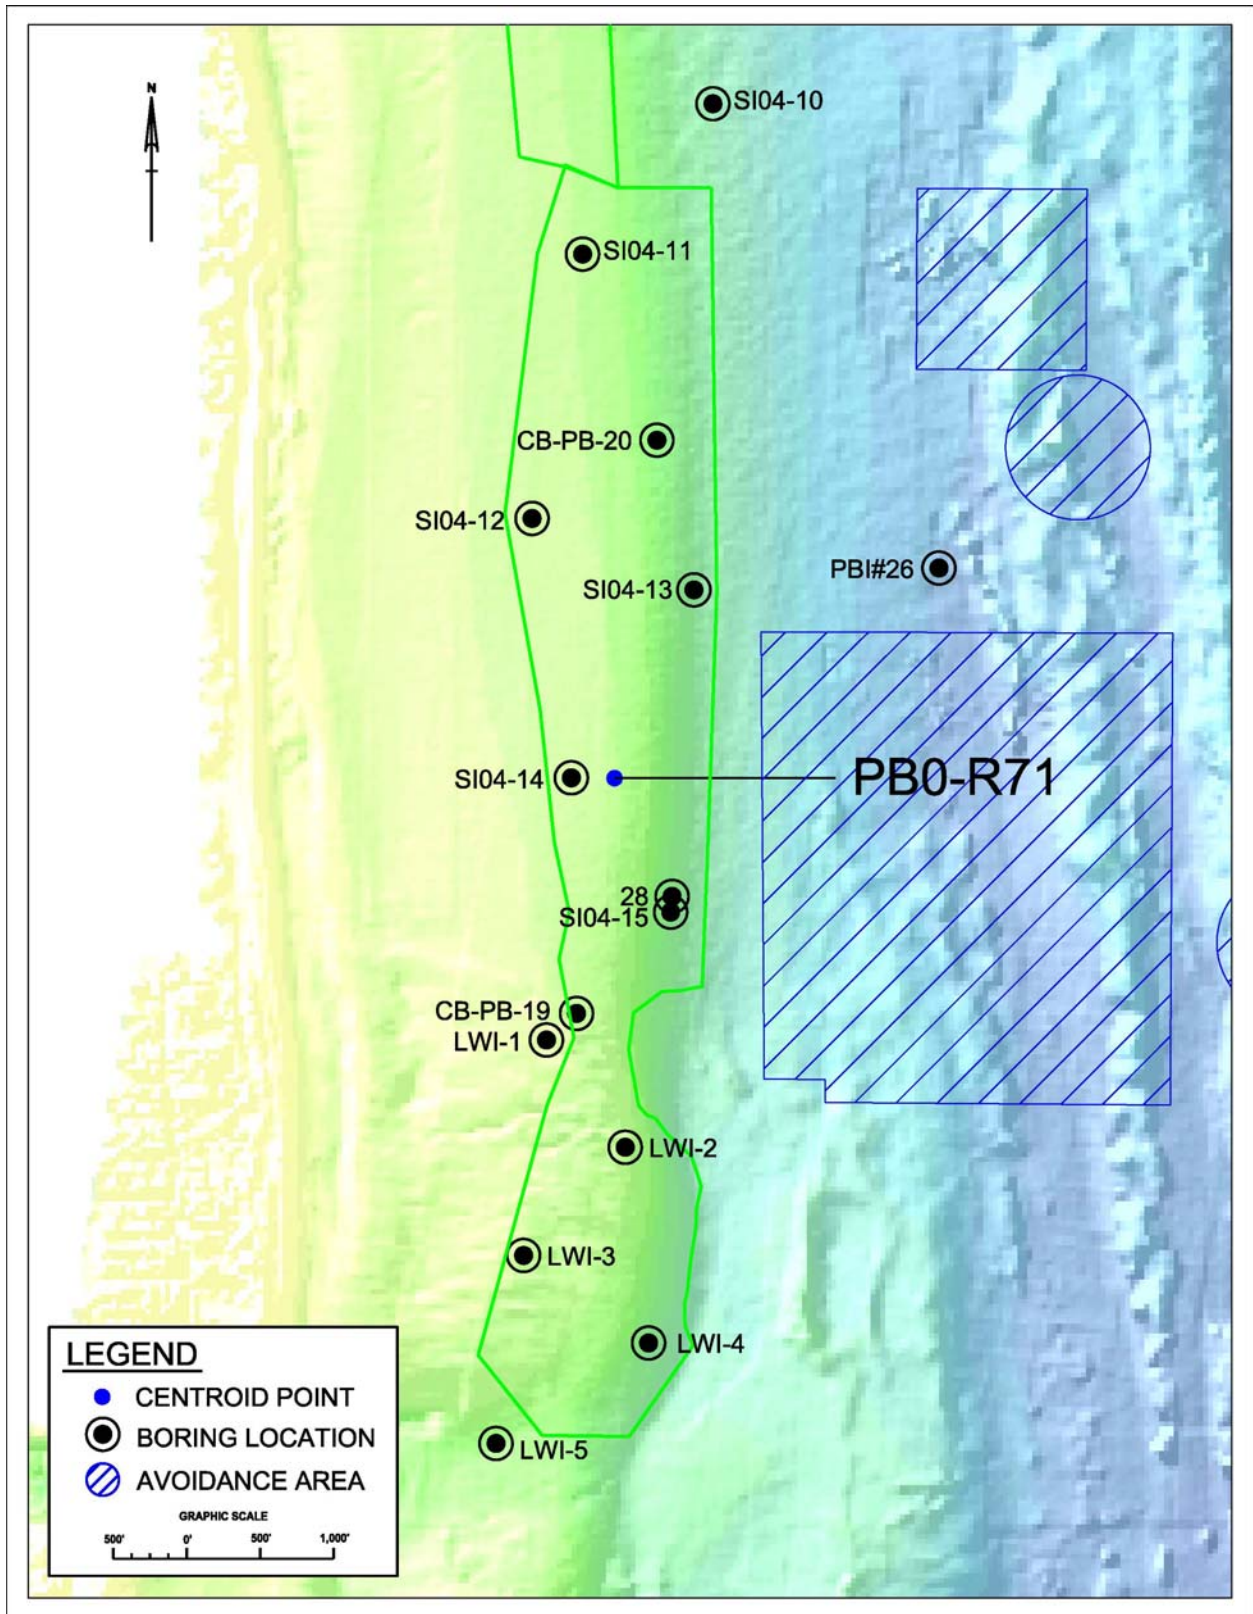 N
SI04-10
SI04-11
CB-PB-20
SI04-12
PBI#26
SI04-13
SI04-14
PB0-R71
28
SI04-15
CB-PB-19
LWI-1
LWI-2
LWI-3
LWI-4
LWI-5
LEGEND
CENTROID POINT
BORING LOCATION
AVOIDANCE AREA
GRAPHIC SCALE
500' 0' 500' 1,000'